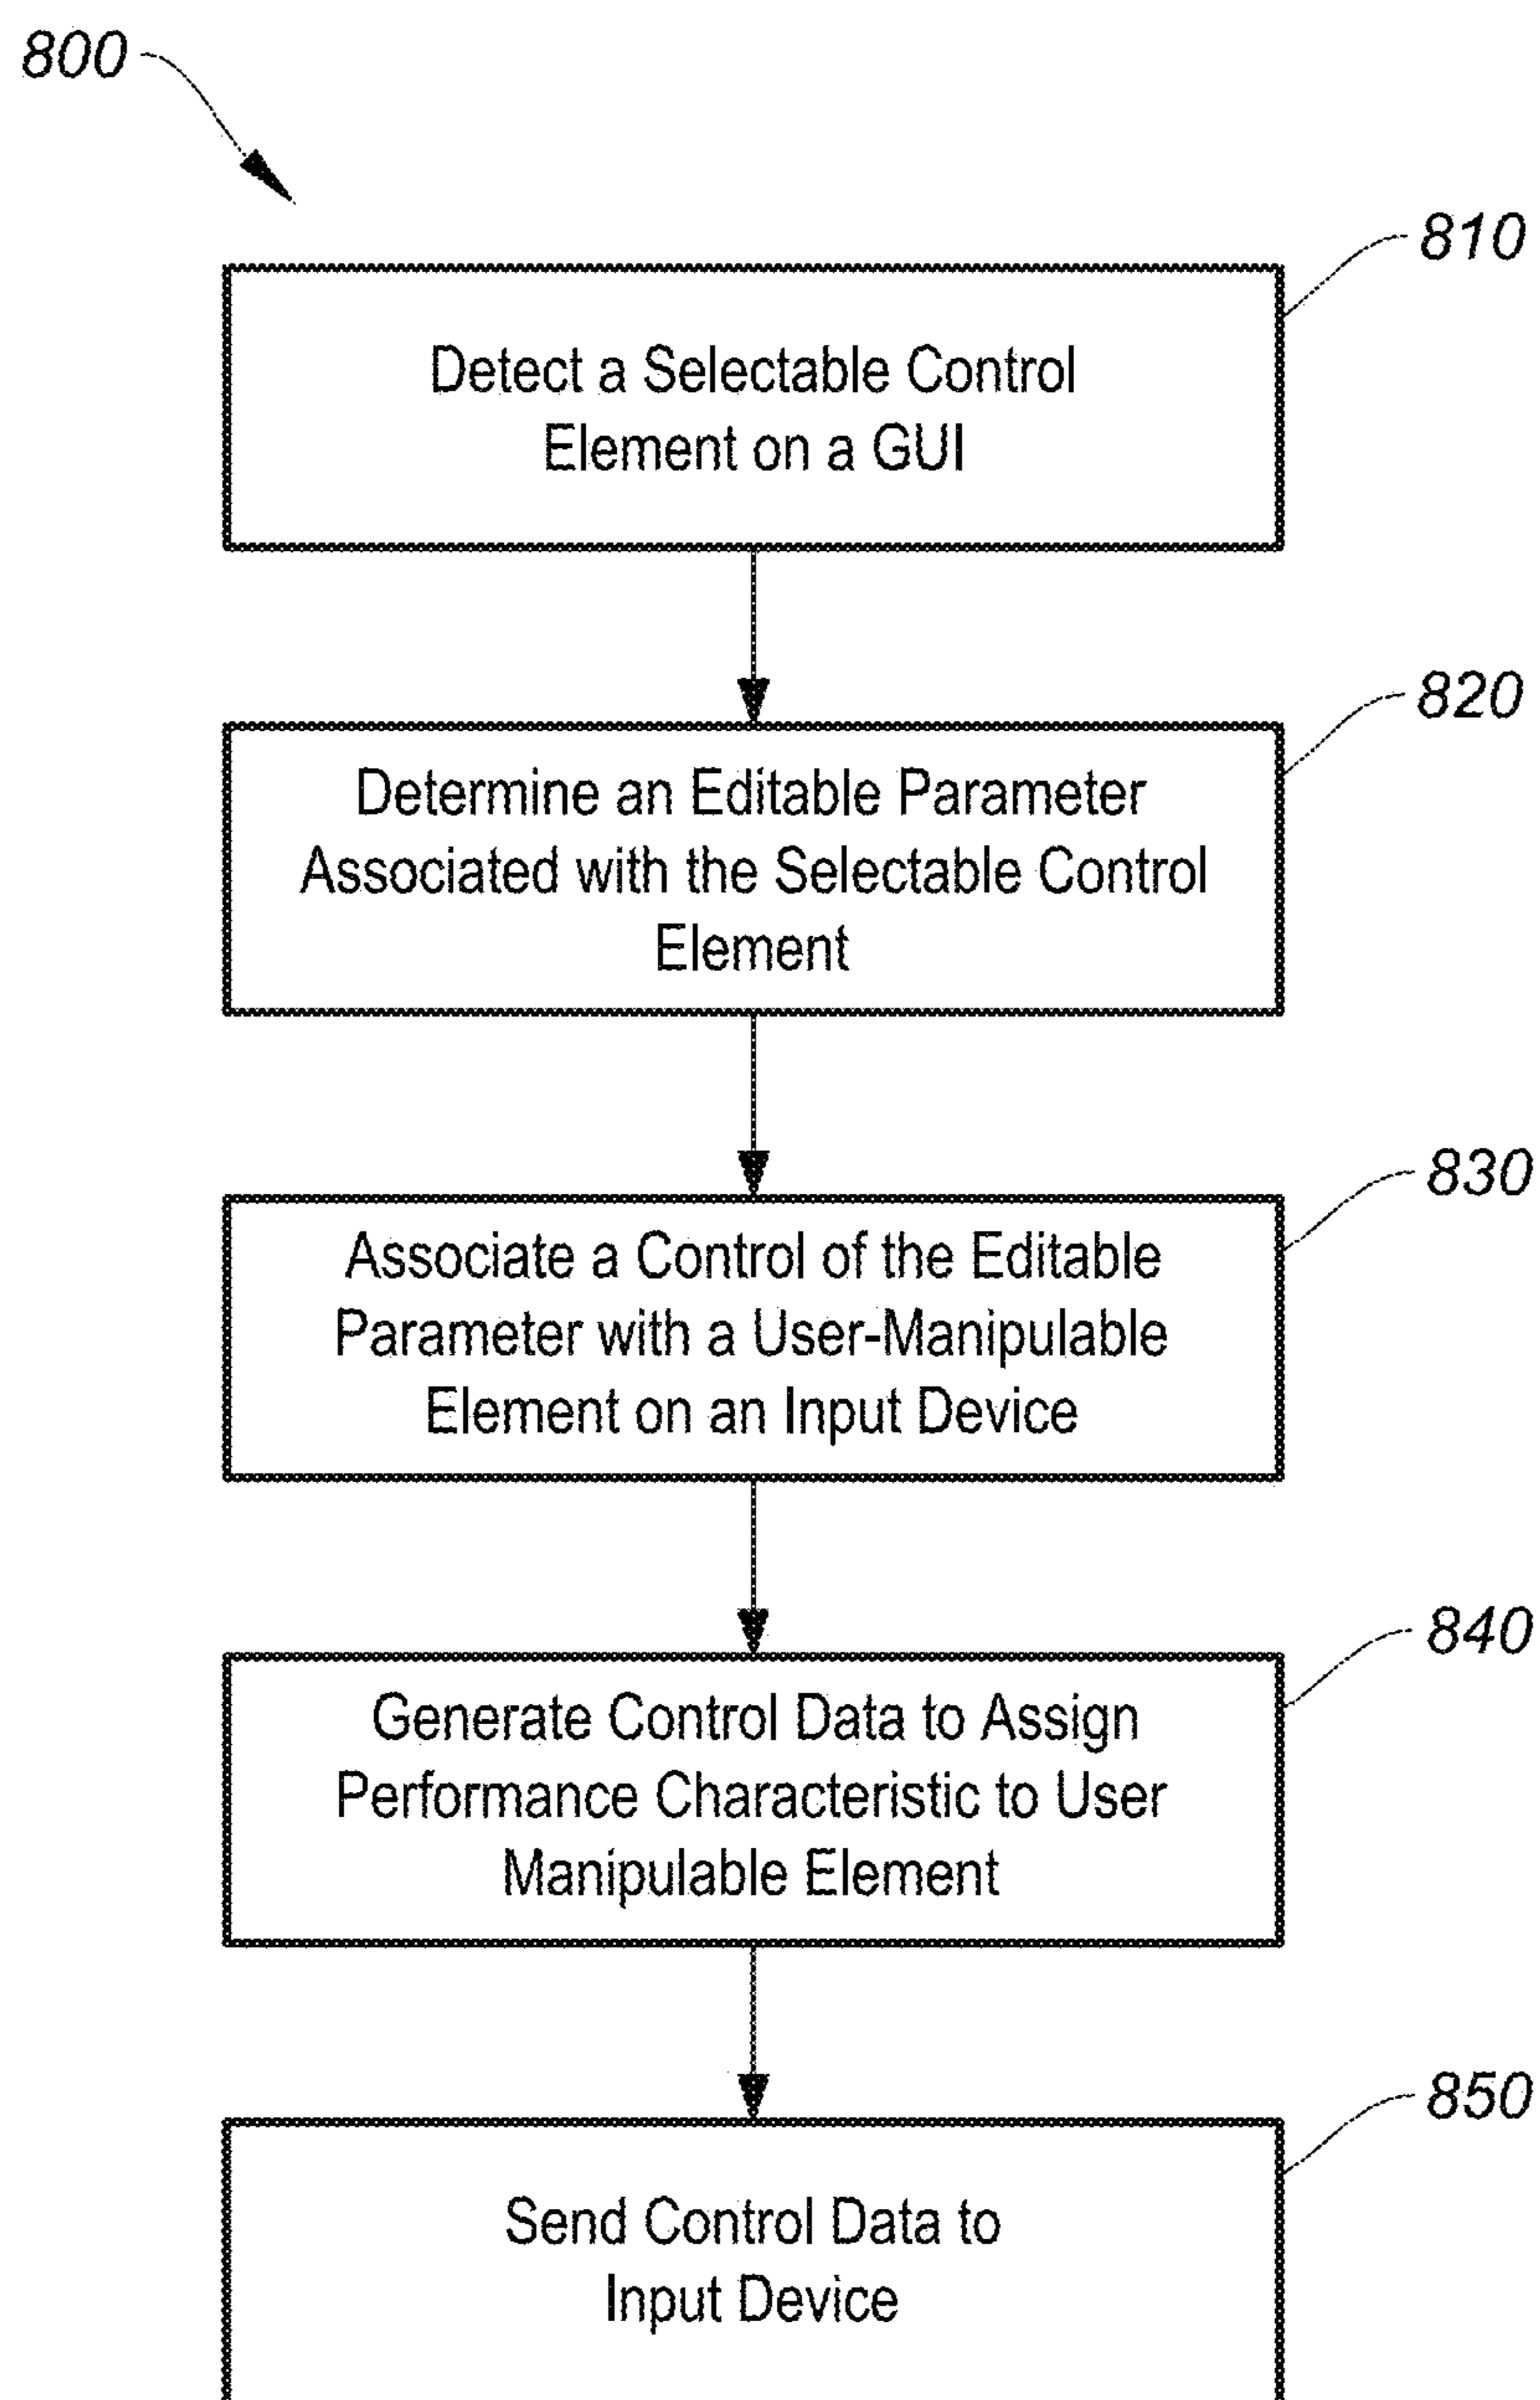 800
810
Detect a Selectable Control
Element on a GUI
820
Determine an Editable Parameter
Associated with the Selectable Control
Element
830
Associate a Control of the Editable
Parameter with a User-Manipulable
Element on an Input Device
840
Generate Control Data to Assign
Performance Characteristic to User
Manipulable Element
850
Send Control Data to
Input Device